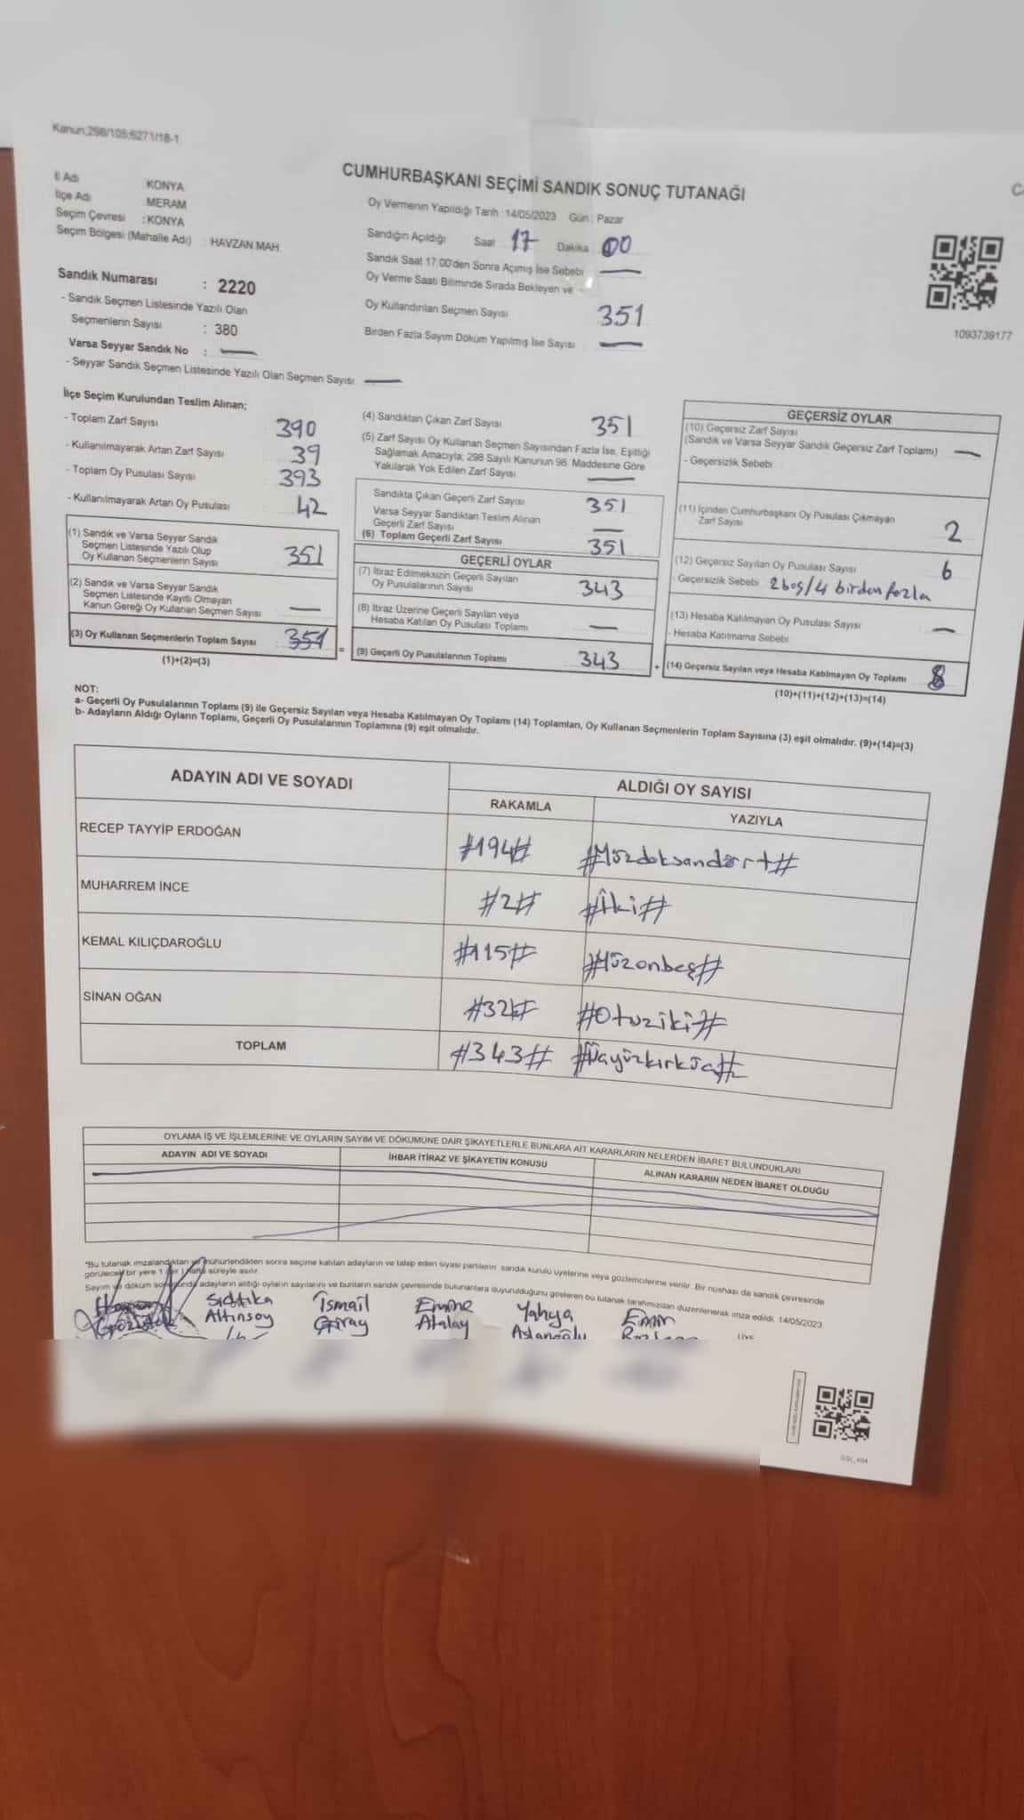 Kanun:298/105;6271/18-1
CUMHURBAŞKANI SEÇİMİ SANDIK SONUÇ TUTANAĞI
İl Adı : KONYA
İlçe Adı : MERAM
Seçim Çevresi : KONYA
Seçim Bölgesi (Mahalle Adı) : HAVZAN MAH.
Sandık Numarası : 2220
- Sandık Seçmen Listesinde Yazılı Olan
Seçmenlerin Sayısı : 380
Varsa Seyyar Sandık No :
- Seyyar Sandık Seçmen Listesinde Yazılı Olan Seçmen Sayısı
Oy Vermenin Yapıldığı Tarih : 14/05/2023 Gün : Pazar
Sandığın Açıldığı Saat 17 Dakika 00
Sandık Saat 17:00'den Sonra Açımış İse Sebebi
Oy Verme Saati Bitiminde Sırada Bekleyen ve
Oy Kullandırılan Seçmen Sayısı 351
Birden Fazla Sayım Döküm Yapılmış İse Sayısı
1093739177
İlçe Seçim Kurulundan Teslim Alınan;
- Toplam Zarf Sayısı 390
- Kullanılmayarak Artan Zarf Sayısı 39
- Toplam Oy Pusulası Sayısı 393
- Kullanılmayarak Artan Oy Pusulası 42
(1) Sandık ve Varsa Seyyar Sandık
Seçmen Listesinde Yazılı Olup
Oy Kullanan Seçmenlerin Sayısı 351
(2) Sandık ve Varsa Seyyar Sandık
Seçmen Listesinde Kayıtlı Olmayan
Kanun Gereği Oy Kullanan Seçmen Sayısı
(3) Oy Kullanan Seçmenlerin Toplam Sayısı 351 =
(1)+(2)=(3)
(4) Sandıktan Çıkan Zarf Sayısı 351
(5) Zarf Sayısı Oy Kullanan Seçmen Sayısından Fazla İse, Eşitliği
Sağlamak Amacıyla; 298 Sayılı Kanunun 98. Maddesine Göre
Yakılarak Yok Edilen Zarf Sayısı
Sandıkta Çıkan Geçerli Zarf Sayısı 351
Varsa Seyyar Sandıktan Teslim Alınan
Geçerli Zarf Sayısı
(6) Toplam Geçerli Zarf Sayısı 351
GEÇERLİ OYLAR
(7) İtiraz Edilmeksizin Geçerli Sayılan
Oy Pusulalarının Sayısı 343
(8) İtiraz Üzerine Geçerli Sayılan veya
Hesaba Katılan Oy Pusulası Toplamı
(9) Geçerli Oy Pusulalarının Toplamı 343 +
GEÇERSİZ OYLAR
(10) Geçersiz Zarf Sayısı
(Sandık ve Varsa Seyyar Sandık Geçersiz Zarf Toplamı)
- Geçersizlik Sebebi
(11) İçinden Cumhurbaşkanı Oy Pusulası Çıkmayan
Zarf Sayısı 2
(12) Geçersiz Sayılan Oy Pusulası Sayısı 6
- Geçersizlik Sebebi 2boş/4 birden fazla
(13) Hesaba Katılmayan Oy Pusulası Sayısı
- Hesaba Katılmama Sebebi
(14) Geçersiz Sayılan veya Hesaba Katılmayan Oy Toplamı 8
(10)+(11)+(12)+(13)=(14)
NOT:
a- Geçerli Oy Pusulalarının Toplamı (9) ile Geçersiz Sayılan veya Hesaba Katılmayan Oy Toplamı (14) Toplamları, Oy Kullanan Seçmenlerin Toplam Sayısına (3) eşit olmalıdır. (9)+(14)=(3)
b- Adayların Aldığı Oyların Toplamı, Geçerli Oy Pusulalarının Toplamına (9) eşit olmalıdır.
ADAYIN ADI VE SOYADI
ALDIĞI OY SAYISI
RAKAMLA YAZIYLA
RECEP TAYYİP ERDOĞAN #194# #Yüzdoksandört#
MUHARREM İNCE #2# #İki#
KEMAL KILIÇDAROĞLU #115# #Yüzonbeş#
SİNAN OĞAN #32# #Otuziki#
TOPLAM #343# #Üçyüzkırküç#
OYLAMA İŞ VE İŞLEMLERİNE VE OYLARIN SAYIM VE DÖKÜMÜNE DAİR ŞİKAYETLERLE BUNLARA AİT KARARLARIN NELERDEN İBARET BULUNDUKLARI
ADAYIN ADI VE SOYADI İHBAR İTİRAZ VE ŞİKAYETİN KONUSU ALINAN KARARIN NEDEN İBARET OLDUĞU
*Bu tutanak imzalandıktan ve mühürlendikten sonra seçime katılan adayların ve talep eden siyasi partilerin sandık kurulu üyelerine veya gözlemcilerine verilir. Bir nüshası da sandık çevresinde
görülecek bir yere 1 (bir) hafta süreyle asılır.
Sayım ve döküm sonucunda adayların aldığı oyların sayılarını ve bunların sandık çevresinde bulunanlara duyurulduğunu gösteren bu tutanak tarafımızdan düzenlenerek imza edildi. 14/05/2023
Sıdıka İsmail Emine Yahya Emin
Altınsoy Giray Atalay Aslanoğlu